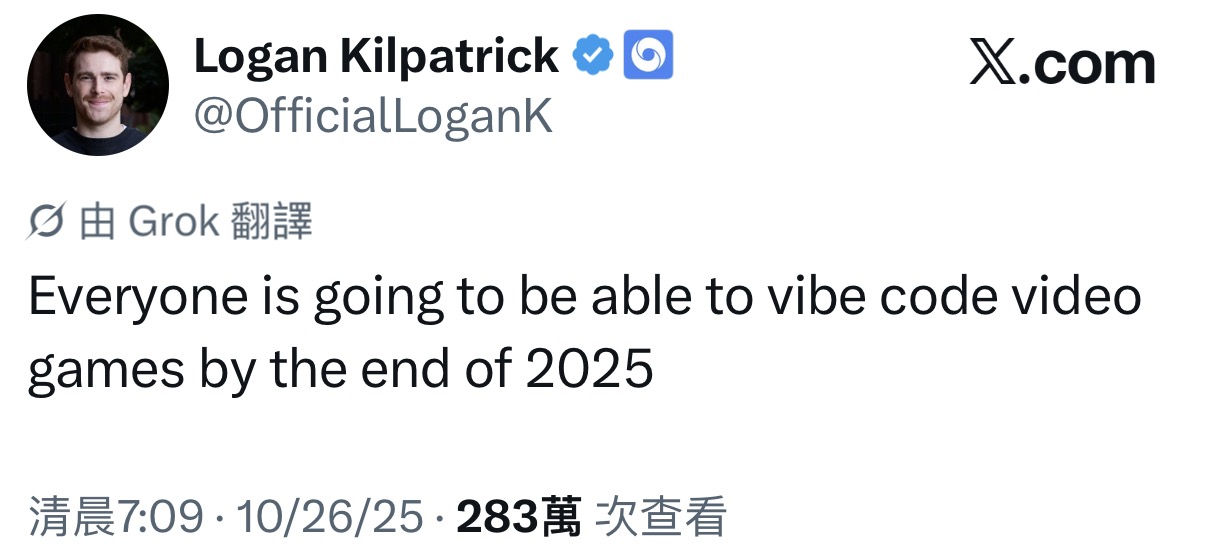 Logan Kilpatrick
X.com
@OfficialLoganK
由 Grok 翻譯
Everyone is going to be able to vibe code video
games by the end of 2025
清晨7:09 · 10/26/25 · 283萬 次查看